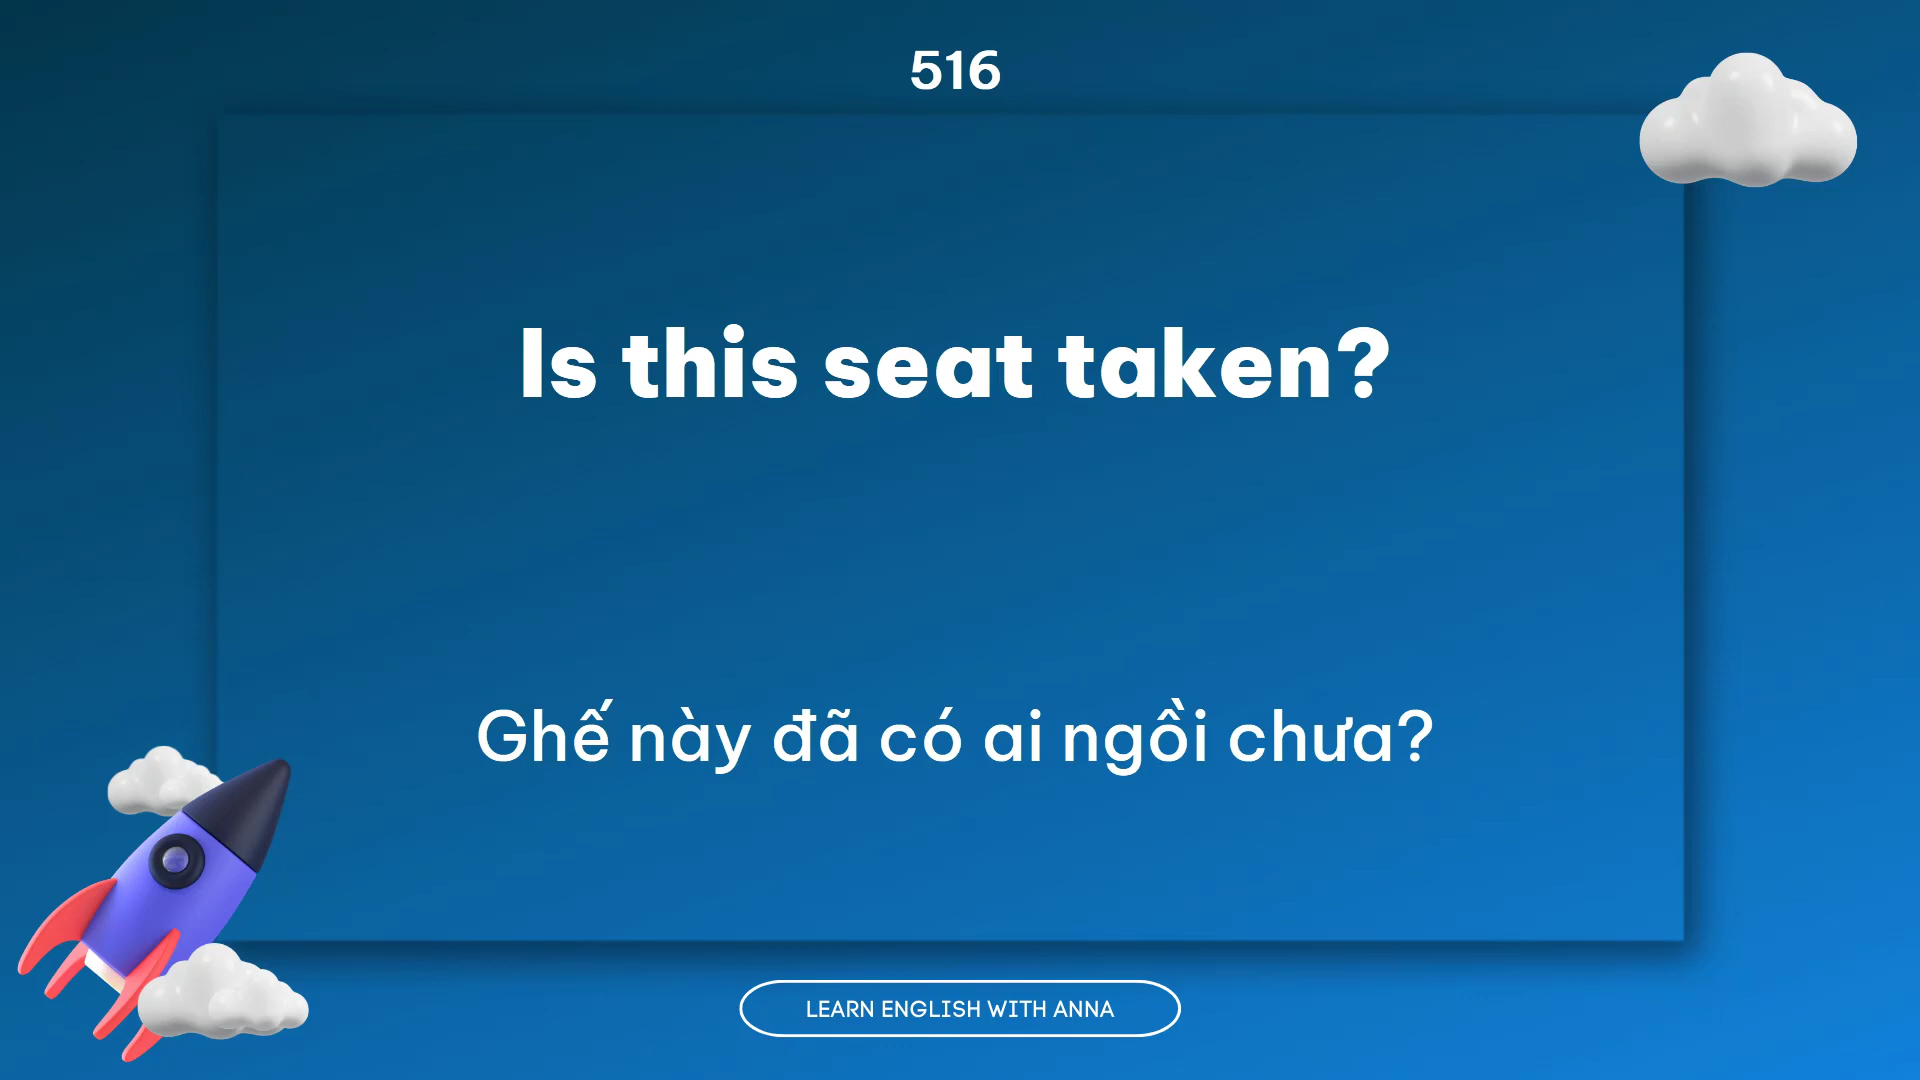 516
Is this seat taken?
Ghế này đã có ai ngồi chưa?
LEARN ENGLISH WITH ANNA